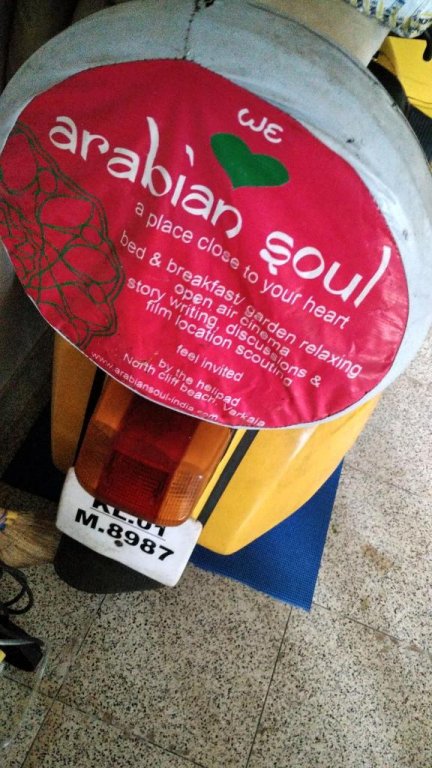 we
arabian soul
a place close to your heart
bed & breakfast/ garden relaxing
open air cinema
story writing, discussions &
film location scouting
feel invited
by the helipad
North cliff beach, Varkala
www.arabiansoul-india.com
KL.01
M.8987